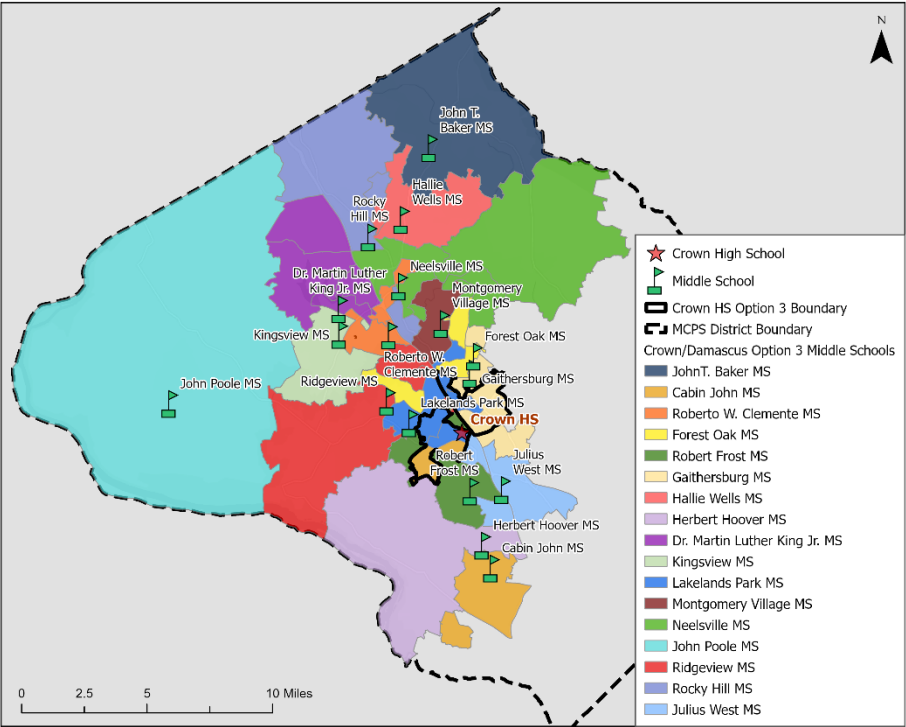 N
John T.
Baker MS
Hallie
Wells MS
Rocky
Hill MS
Neelsville MS
Dr. Martin Luther
King Jr. MS
Montgomery
Village MS
Kingsview MS
Forest Oak MS
Roberto W.
Clemente MS
Ridgeview MS
Gaithersburg MS
John Poole MS
Lakelands Park MS
Crown HS
Robert
Frost MS
Julius
West MS
Herbert Hoover MS
Cabin John MS
0 2.5 5 10 Miles
Crown High School
Middle School
Crown HS Option 3 Boundary
MCPS District Boundary
Crown/Damascus Option 3 Middle Schools
JohnT. Baker MS
Cabin John MS
Roberto W. Clemente MS
Forest Oak MS
Robert Frost MS
Gaithersburg MS
Hallie Wells MS
Herbert Hoover MS
Dr. Martin Luther King Jr. MS
Kingsview MS
Lakelands Park MS
Montgomery Village MS
Neelsville MS
John Poole MS
Ridgeview MS
Rocky Hill MS
Julius West MS